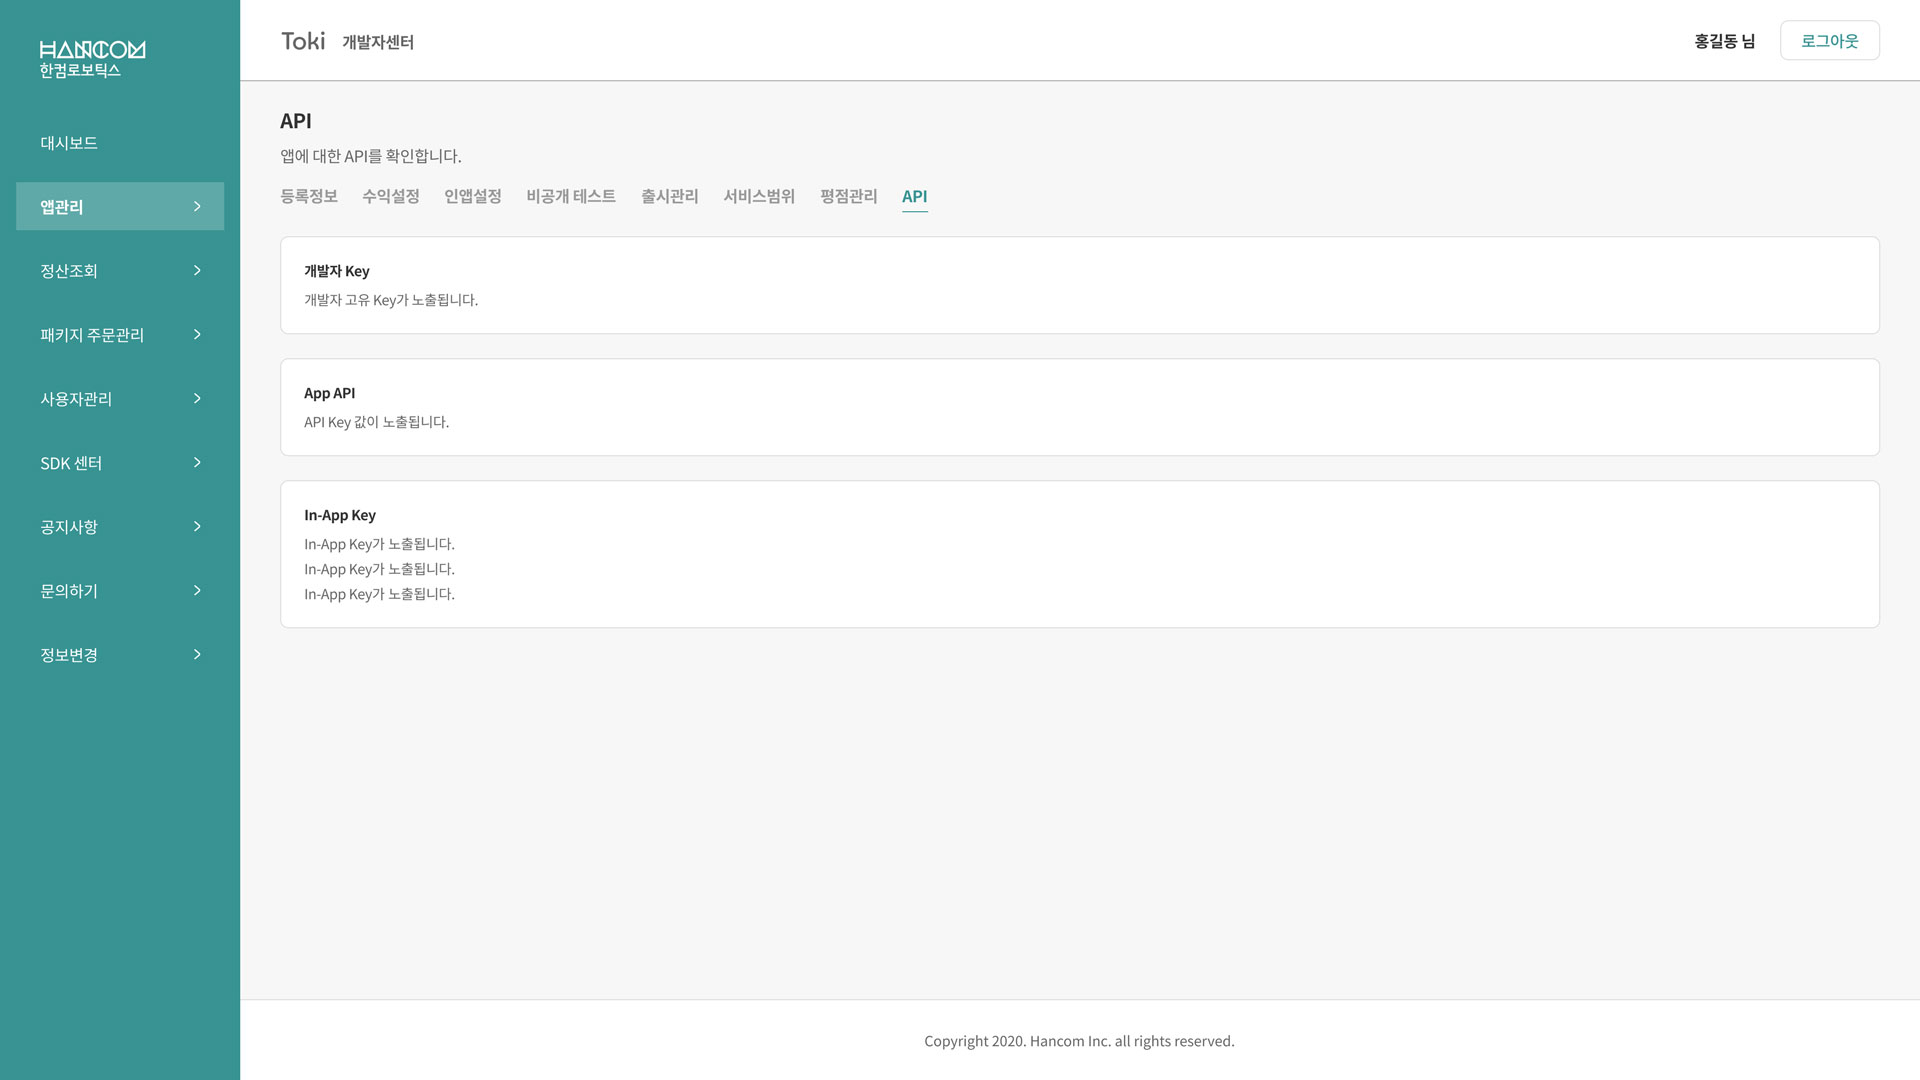 HANCOM
한컴로보틱스
대시보드
앱관리
정산조회
패키지 주문관리
사용자관리
SDK 센터
공지사항
문의하기
정보변경
Toki 개발자센터
홍길동 님
로그아웃
API
앱에 대한 API를 확인합니다.
등록정보 수익설정 인앱설정 비공개 테스트 출시관리 서비스범위 평점관리 API
개발자 Key
개발자 고유 Key가 노출됩니다.
App API
API Key 값이 노출됩니다.
In-App Key
In-App Key가 노출됩니다.
In-App Key가 노출됩니다.
In-App Key가 노출됩니다.
Copyright 2020. Hancom Inc. all rights reserved.